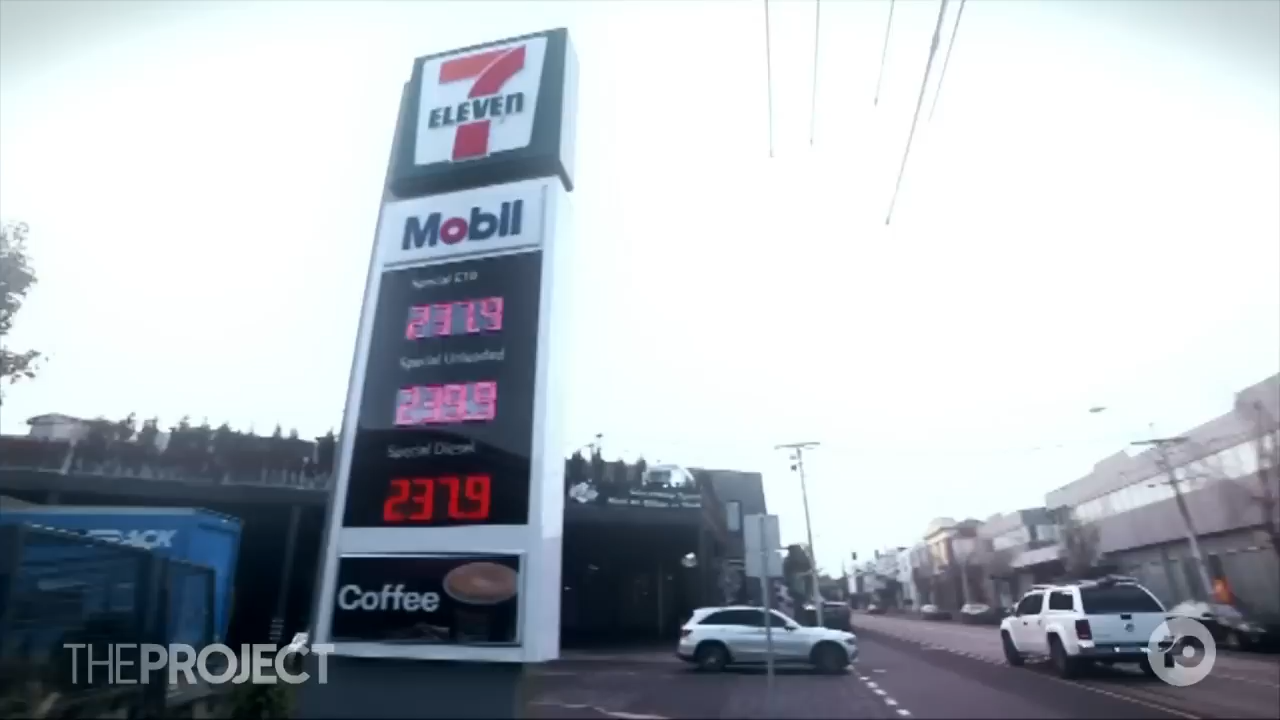 7
ELEVEN
Mobil
Special E10
237.9
Special Unleaded
239.9
Special Diesel
237.9
Coffee
THEPROJECT
10